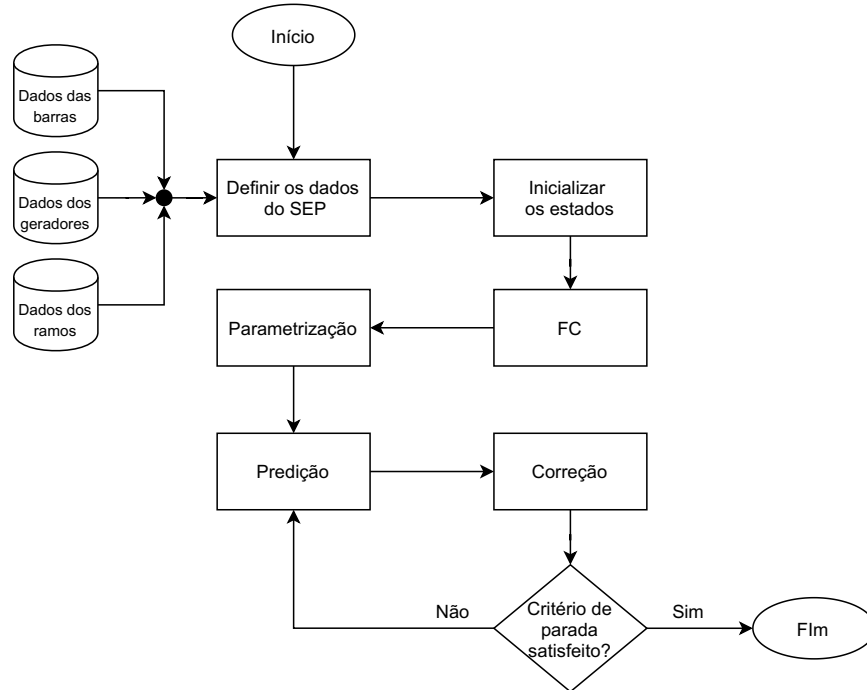 Início
Dados das
barras
Dados dos
geradores
Dados dos
ramos
Definir os dados
do SEP
Inicializar
os estados
Parametrização
FC
Predição
Correção
Não
Critério de
parada
satisfeito?
Sim
FIm